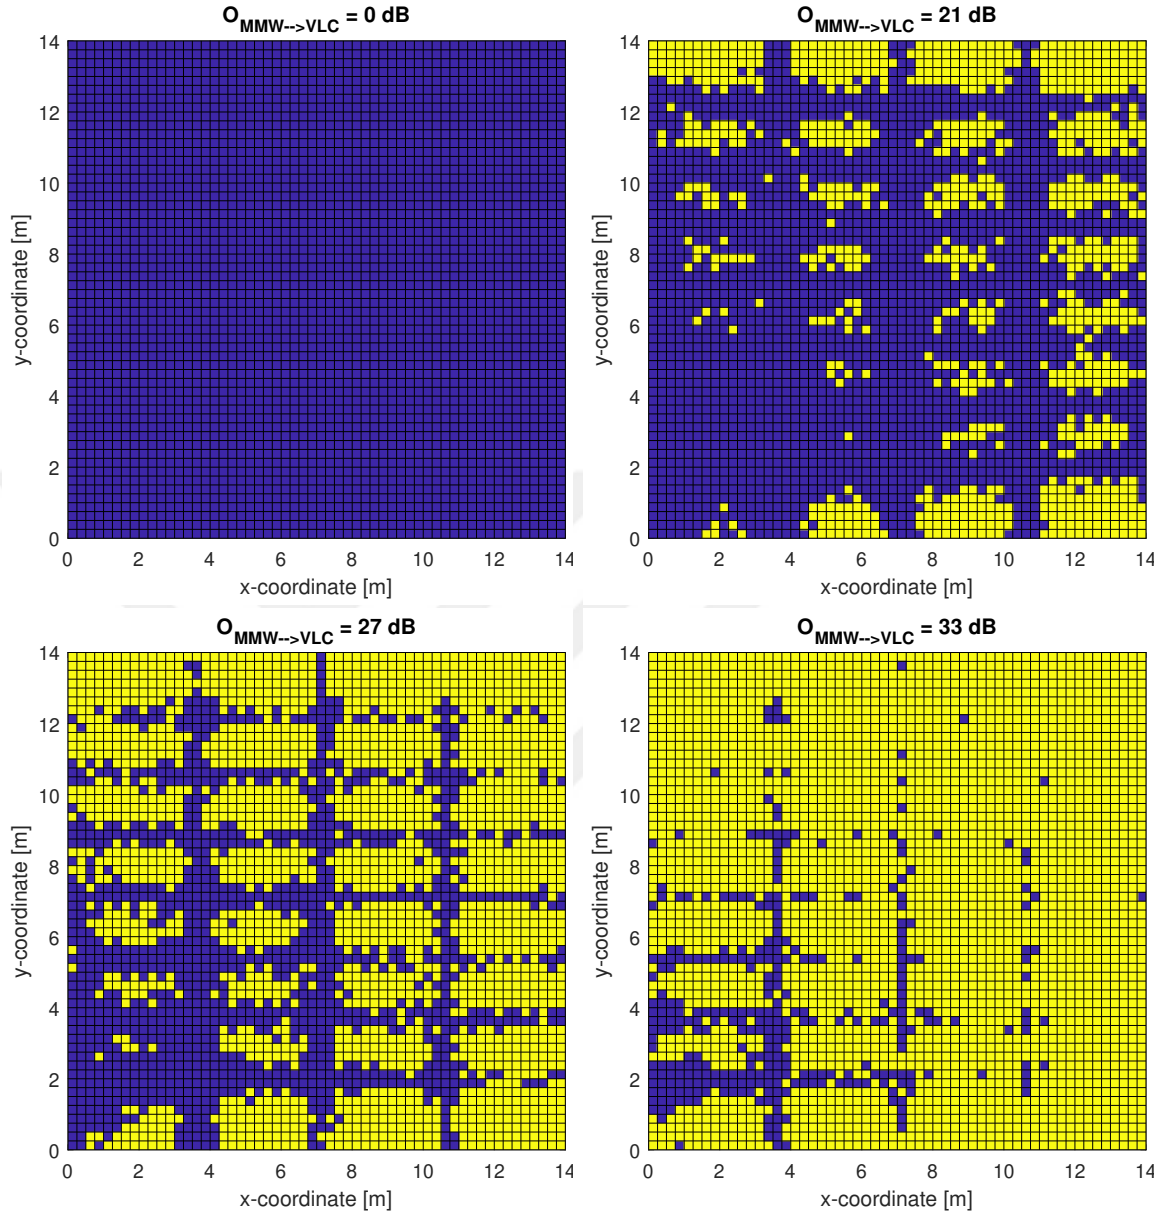 O_MMW-->VLC = 0 dB
14
12
10
8
6
4
2
0
y-coordinate [m]
0 2 4 6 8 10 12 14
x-coordinate [m]
O_MMW-->VLC = 21 dB
14
12
10
8
6
4
2
0
y-coordinate [m]
0 2 4 6 8 10 12 14
x-coordinate [m]
O_MMW-->VLC = 27 dB
14
12
10
8
6
4
2
0
y-coordinate [m]
0 2 4 6 8 10 12 14
x-coordinate [m]
O_MMW-->VLC = 33 dB
14
12
10
8
6
4
2
0
y-coordinate [m]
0 2 4 6 8 10 12 14
x-coordinate [m]